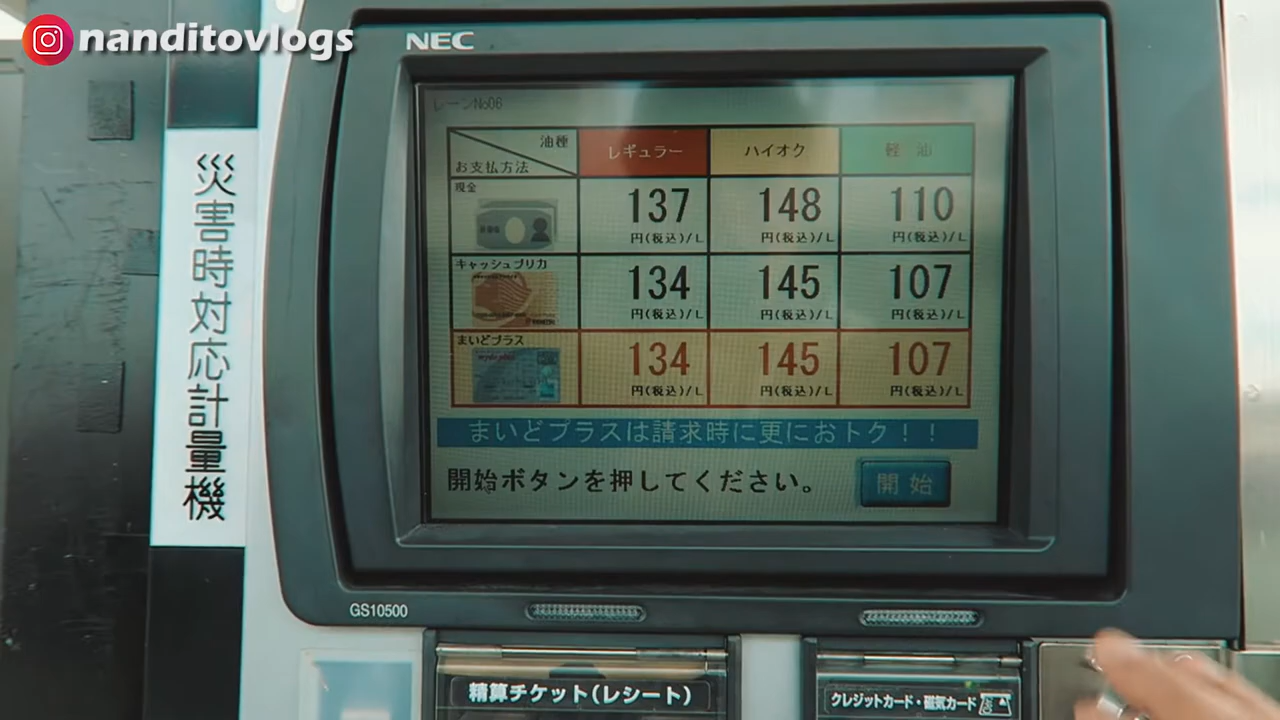 nanditovlogs
NEC
レーンNo06
油種
お支払方法
レギュラー
ハイオク
軽油
現金
137
円(税込)/L
148
円(税込)/L
110
円(税込)/L
キャッシュプリカ
134
円(税込)/L
145
円(税込)/L
107
円(税込)/L
まいどプラス
134
円(税込)/L
145
円(税込)/L
107
円(税込)/L
まいどプラスは請求時に更におトク!!
開始ボタンを押してください。
開始
GS10500
精算チケット(レシート)
クレジットカード・磁気カード
災害時対応計量機